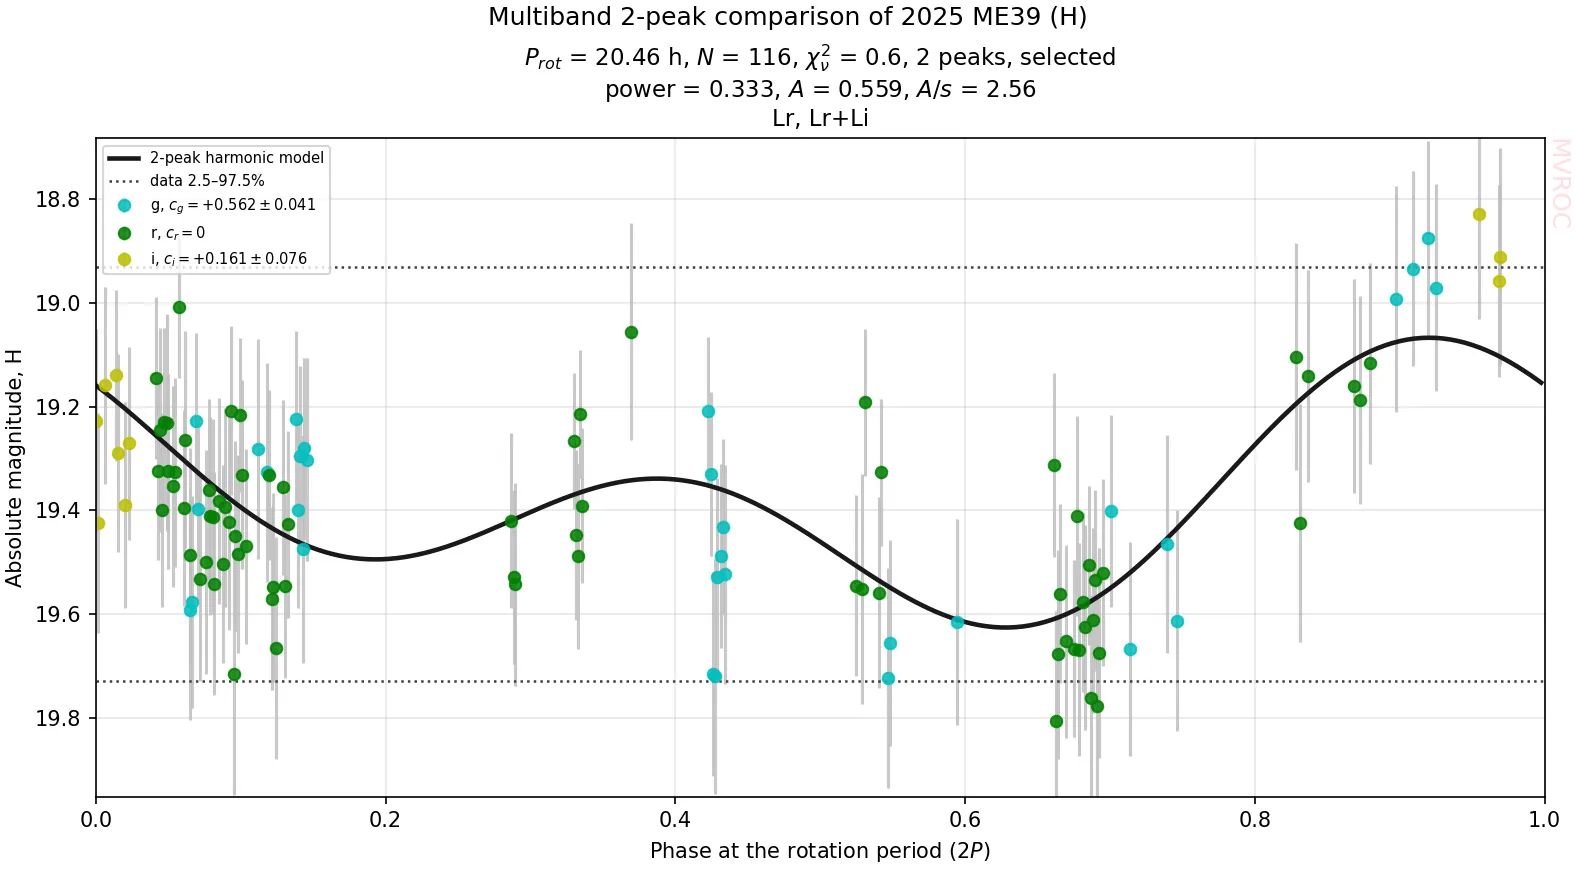 Multiband 2-peak comparison of 2025 ME39 (H)
P_rot = 20.46 h, N = 116, χ²_ν = 0.6, 2 peaks, selected
power = 0.333, A = 0.559, A/s = 2.56
Lr, Lr+Li
2-peak harmonic model
data 2.5–97.5%
g, c_g = +0.562 ± 0.041
r, c_r = 0
i, c_i = +0.161 ± 0.076
MVROC
Absolute magnitude, H
18.8
19.0
19.2
19.4
19.6
19.8
0.0 0.2 0.4 0.6 0.8 1.0
Phase at the rotation period (2P)